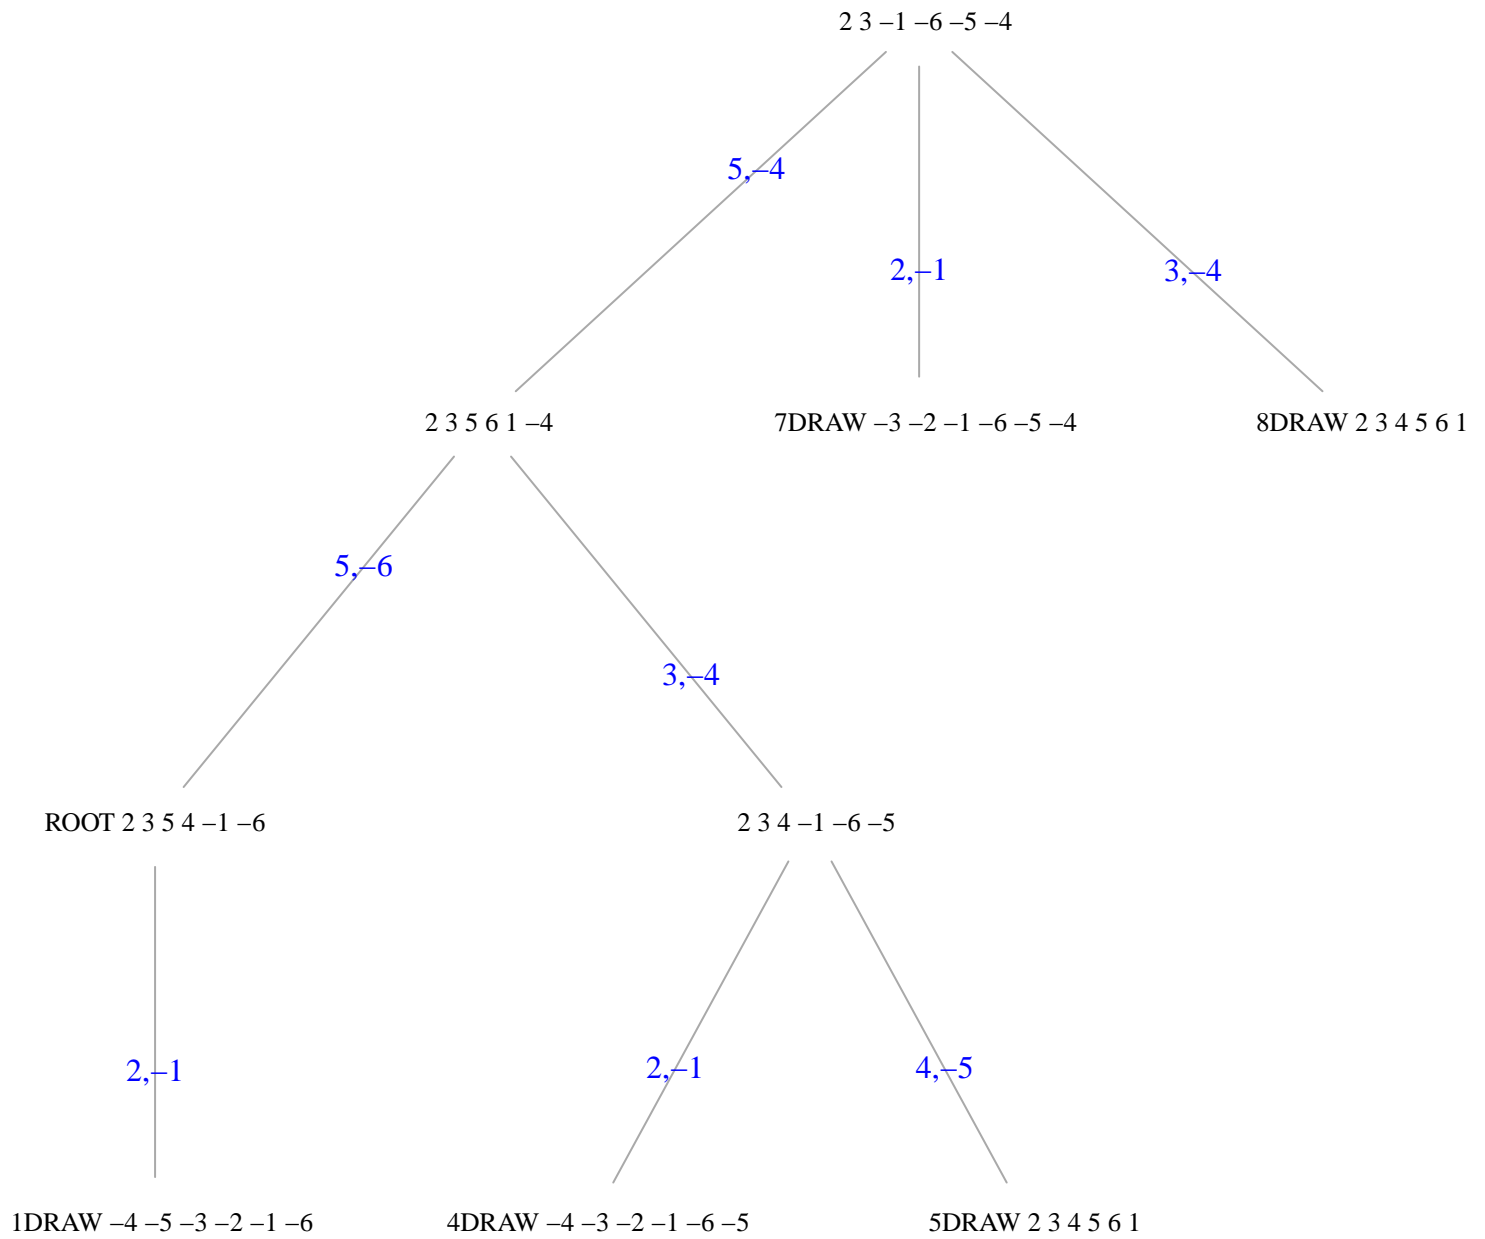 2 3 –1 –6 –5 –4
5,–4
2,–1
3,–4
2 3 5 6 1 –4
7DRAW –3 –2 –1 –6 –5 –4
8DRAW 2 3 4 5 6 1
5,–6
3,–4
ROOT 2 3 5 4 –1 –6
2 3 4 –1 –6 –5
2,–1
2,–1
4,–5
1DRAW –4 –5 –3 –2 –1 –6
4DRAW –4 –3 –2 –1 –6 –5
5DRAW 2 3 4 5 6 1